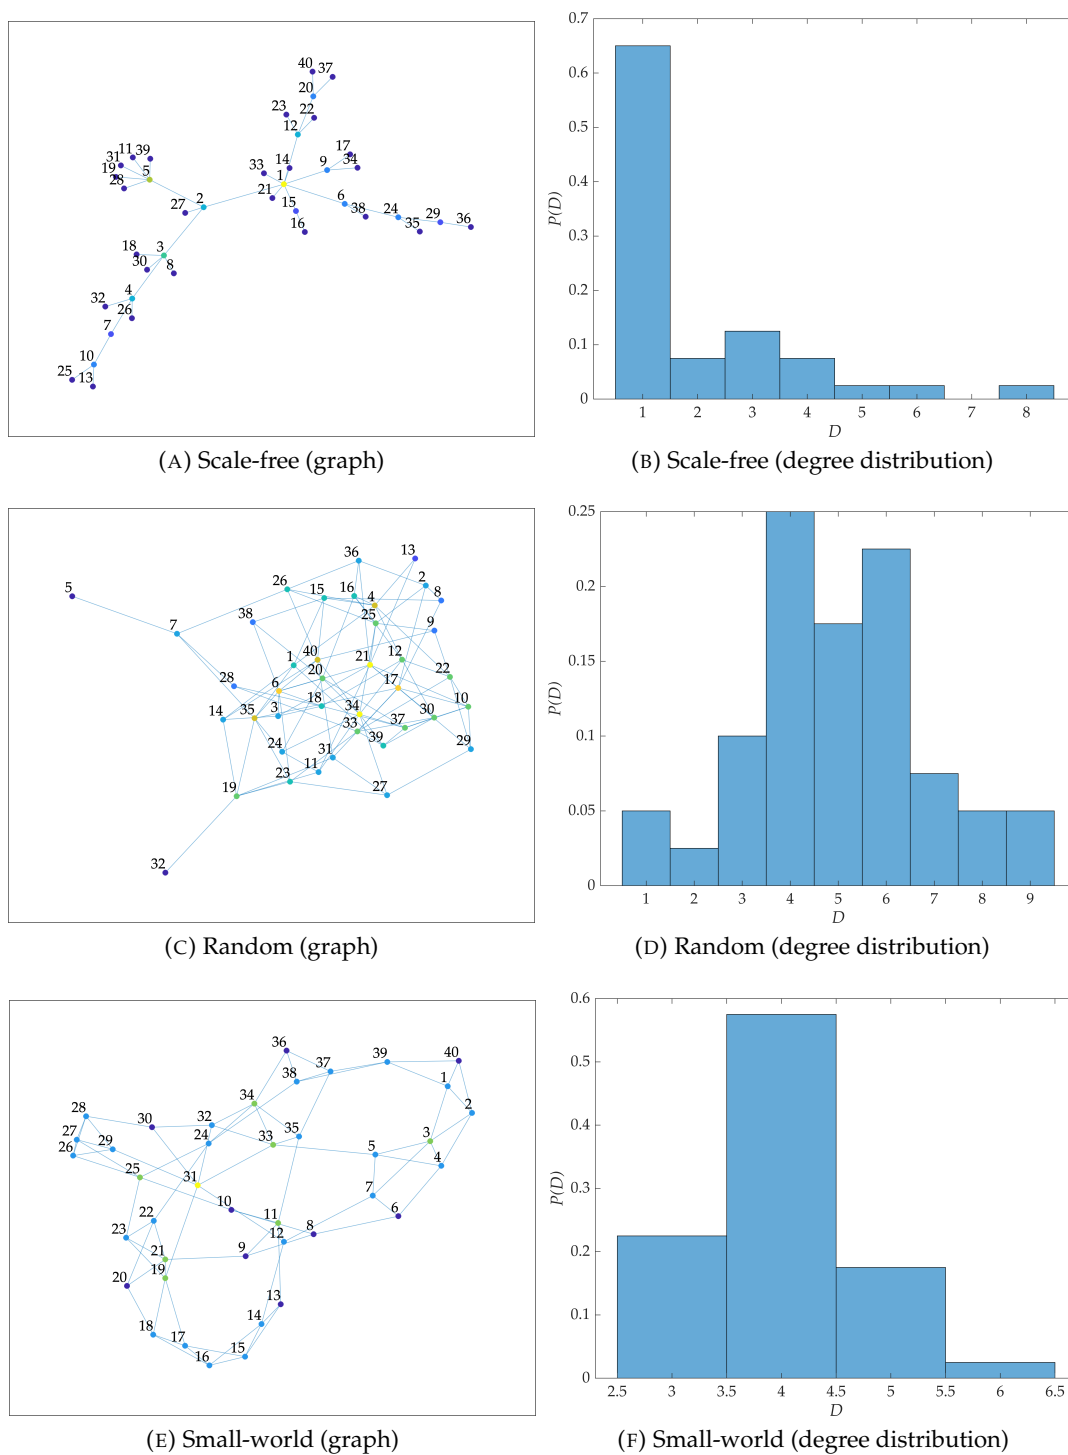 40 37
20
23 22
12
17
11 39
31
19 5
28
33 14 1 9 34
21
27 2
15 6
16 38 24 29 36
35
18 3
30 8
4
32 26
7
10
25 13
(A) Scale-free (graph)
0.7
0.6
0.5
0.4
0.3
0.2
0.1
0
P(D)
1 2 3 4 5 6 7 8
D
(B) Scale-free (degree distribution)
36 13
5 26 15 16 4 2 8
7 38 25 9
1 40 21 12
28 6 20 17 22
14 35 3 18 34 30 10
33 37
24 31 39 29
19 23 11 27
32
(C) Random (graph)
0.25
0.2
0.15
0.1
0.05
0
P(D)
1 2 3 4 5 6 7 8 9
D
(D) Random (degree distribution)
36 37 39 40
38 1
34 2
28 30 32
27 29 24 33 35 5 3
26 4
25 31
7
22 10 11 6
23 12 8
21 9
20 19
13
14
18 17
16 15
(E) Small-world (graph)
0.6
0.5
0.4
0.3
0.2
0.1
0
P(D)
2.5 3 3.5 4 4.5 5 5.5 6 6.5
D
(F) Small-world (degree distribution)